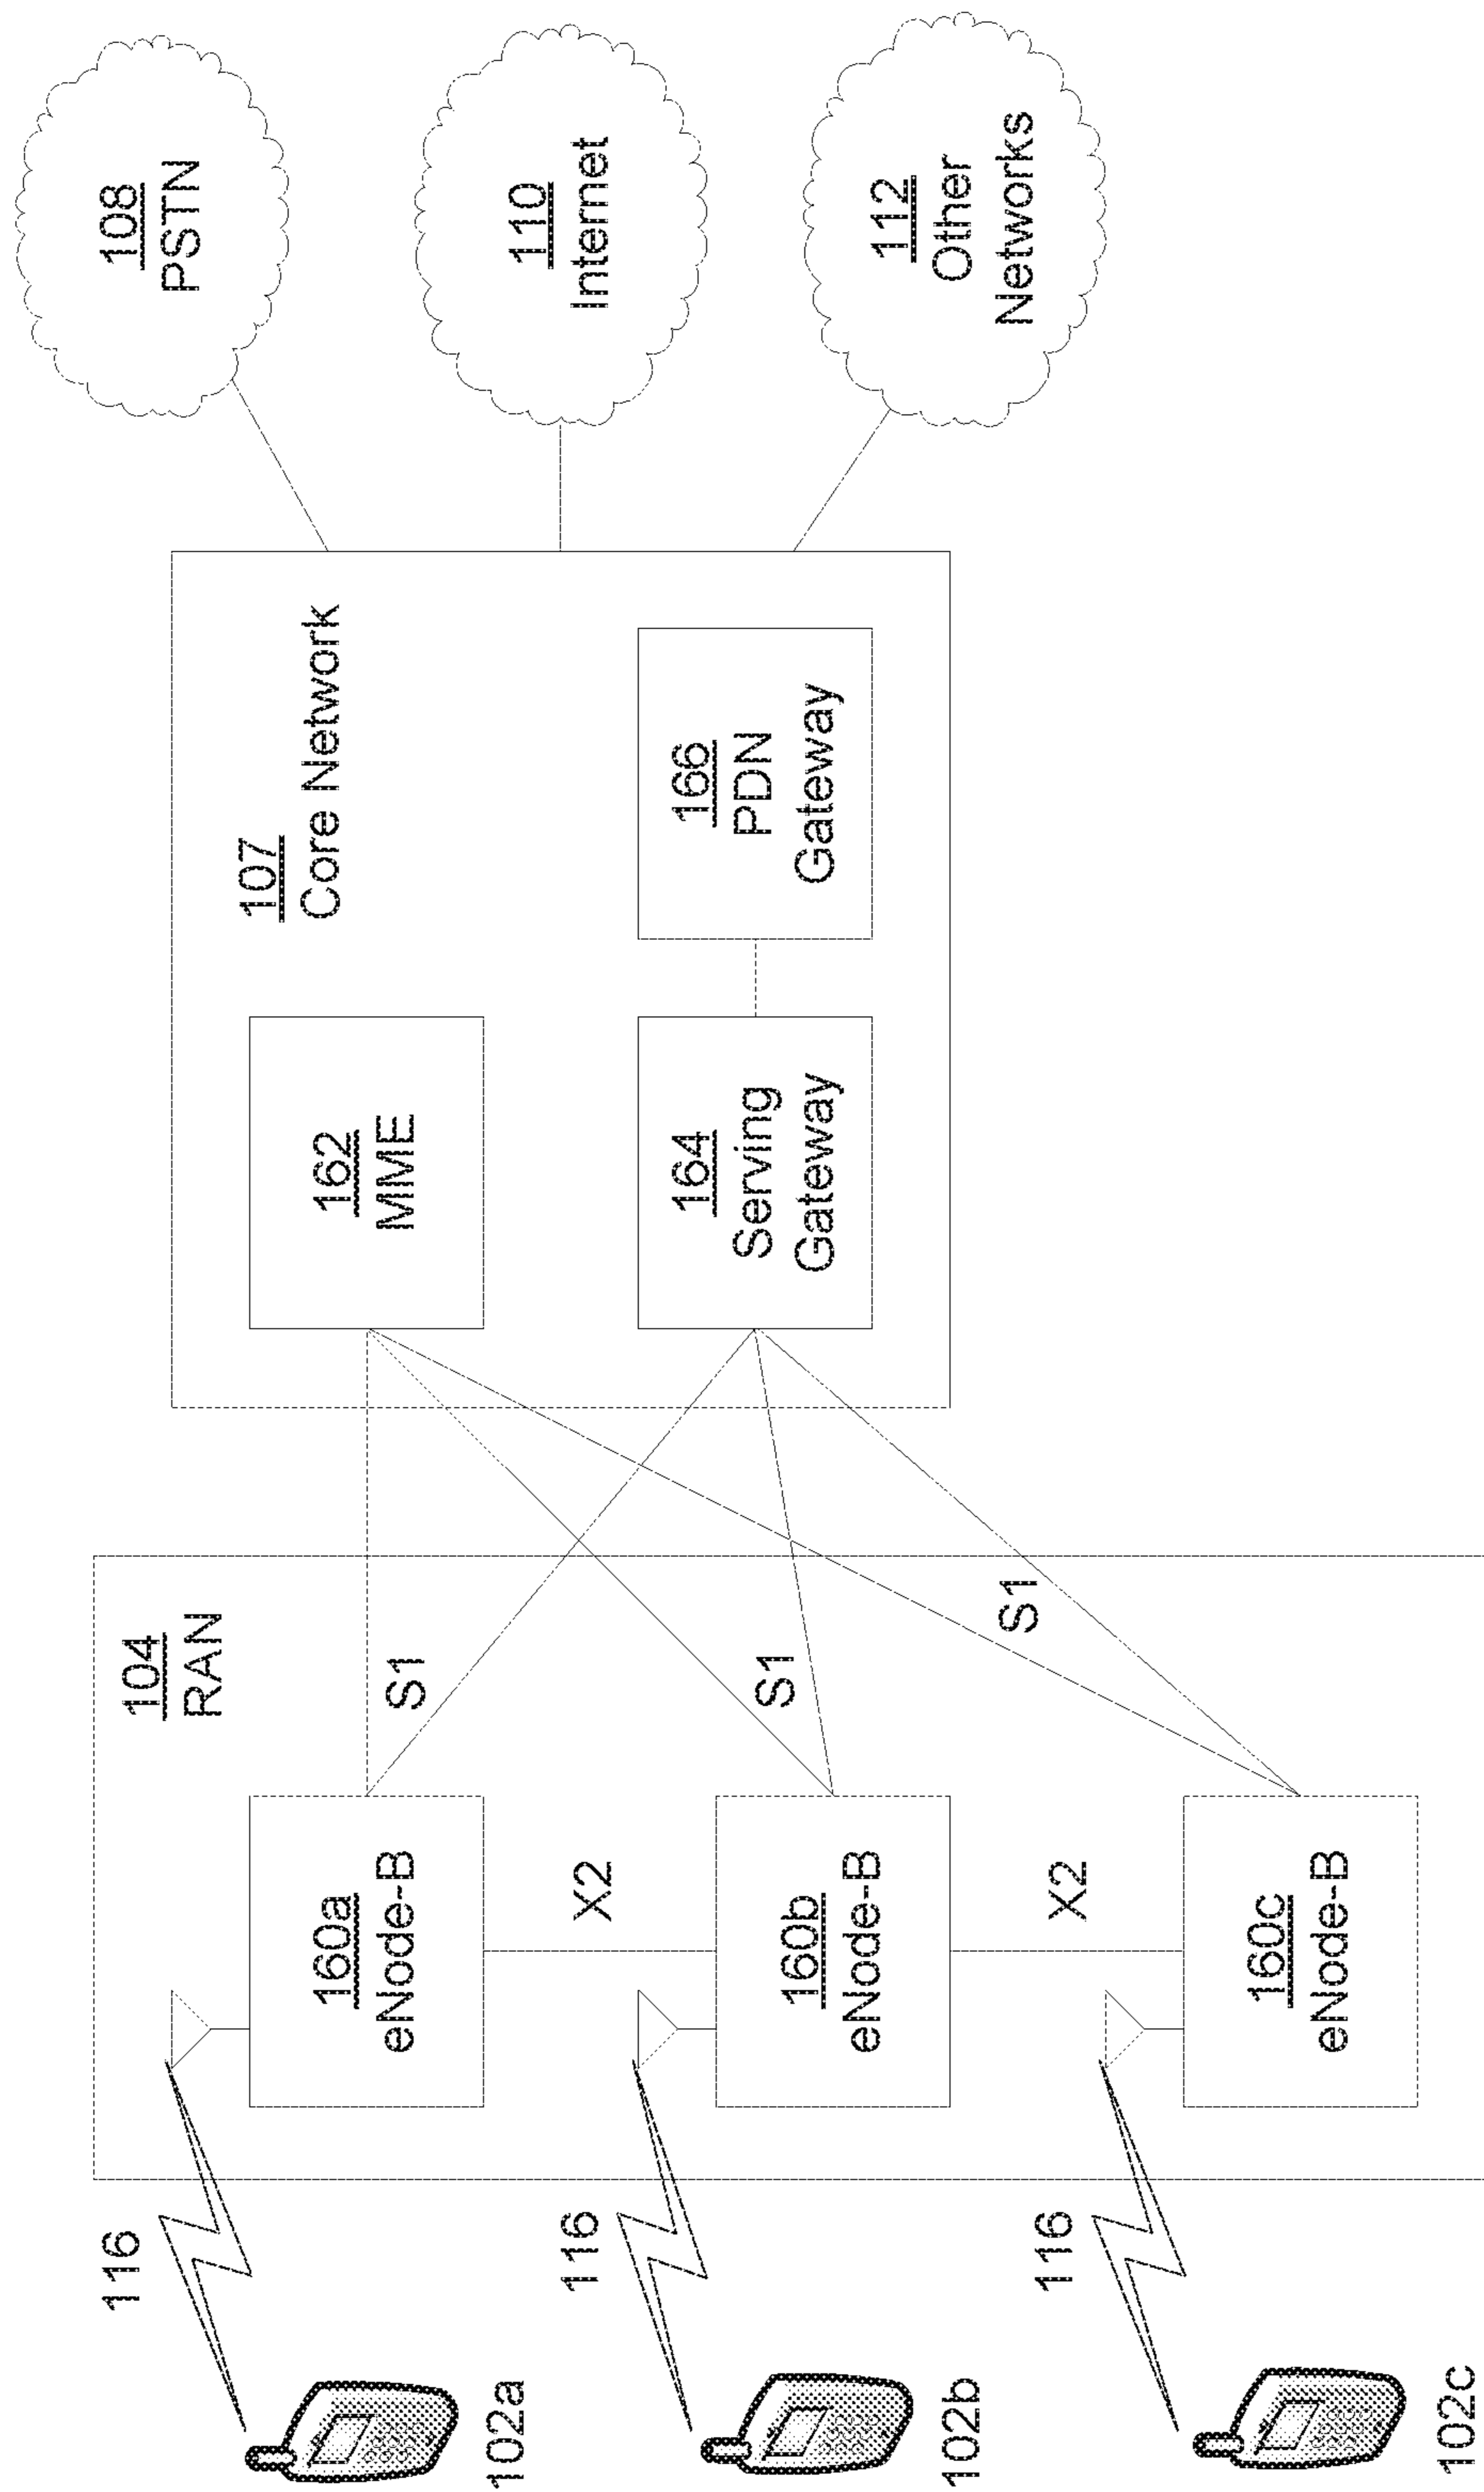 102a
116
104
RAN
160a
eNode-B
S1
X2
102b
116
160b
eNode-B
S1
X2
102c
116
160c
eNode-B
S1
107
Core Network
162
MME
164
Serving
Gateway
166
PDN
Gateway
108
PSTN
110
Internet
112
Other
Networks